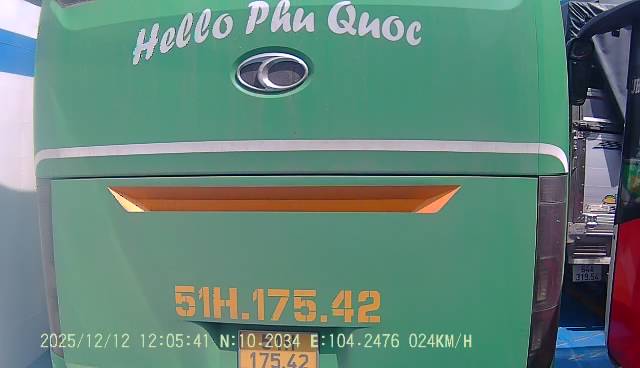 Hello Phu Quoc
51H.175.42
175.42
2025/12/12 12:05:41 N:10.2034 E:104.2476 024KM/H